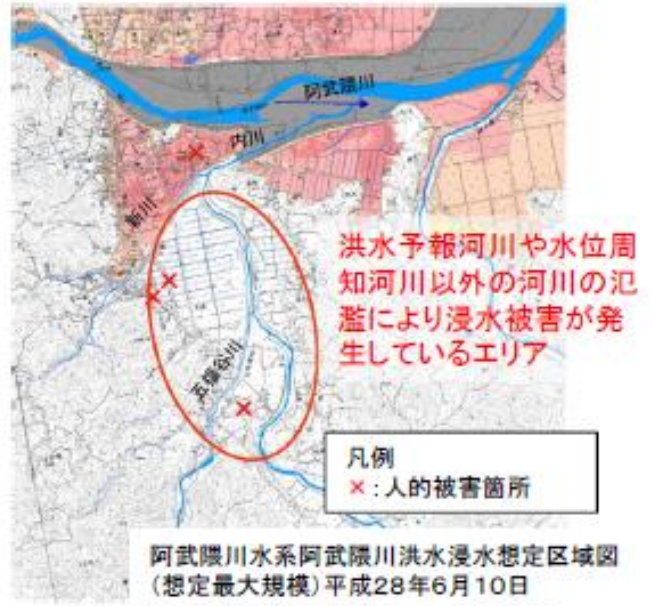 阿武隈川
内川
新川
洪水予報河川や水位周
知河川以外の河川の氾
濫により浸水被害が発
生しているエリア
五福谷川
凡例
×:人的被害箇所
阿武隈川水系阿武隈川洪水浸水想定区域図
(想定最大規模)平成28年6月10日